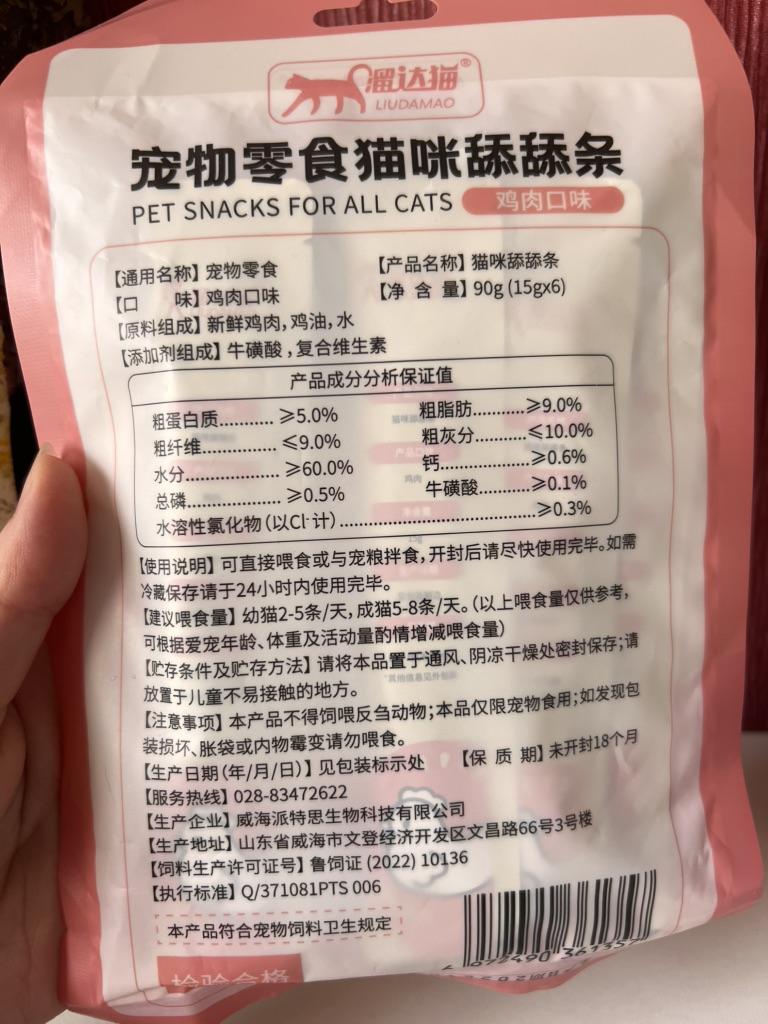 溜达猫®
LIUDAMAO
宠物零食猫咪舔舔条
PET SNACKS FOR ALL CATS 鸡肉口味
【通用名称】宠物零食 【产品名称】猫咪舔舔条
【口 味】鸡肉口味 【净 含 量】90g (15gx6)
【原料组成】新鲜鸡肉,鸡油,水
【添加剂组成】牛磺酸,复合维生素
产品成分分析保证值
粗蛋白质........... ≥5.0% 粗脂肪...........≥9.0%
粗纤维................ ≤9.0% 粗灰分...........≤10.0%
水分.................... ≥60.0% 钙....................≥0.6%
总磷.................... ≥0.5% 牛磺酸...........≥0.1%
水溶性氯化物(以Cl⁻计)..........................................≥0.3%
【使用说明】可直接喂食或与宠粮拌食,开封后请尽快使用完毕。如需
冷藏保存请于24小时内使用完毕。
【建议喂食量】幼猫2-5条/天,成猫5-8条/天。(以上喂食量仅供参考,
可根据爱宠年龄、体重及活动量酌情增减喂食量)
【贮存条件及贮存方法】请将本品置于通风、阴凉干燥处密封保存;请
放置于儿童不易接触的地方。
【注意事项】本产品不得饲喂反刍动物;本品仅限宠物食用;如发现包
装损坏、胀袋或内物霉变请勿喂食。
【生产日期(年/月/日)】见包装标示处 【保 质 期】未开封18个月
【服务热线】028-83472622
【生产企业】威海派特思生物科技有限公司
【生产地址】山东省威海市文登经济开发区文昌路66号3号楼
【饲料生产许可证号】鲁饲证 (2022) 10136
【执行标准】Q/371081PTS 006
本产品符合宠物饲料卫生规定
检验合格